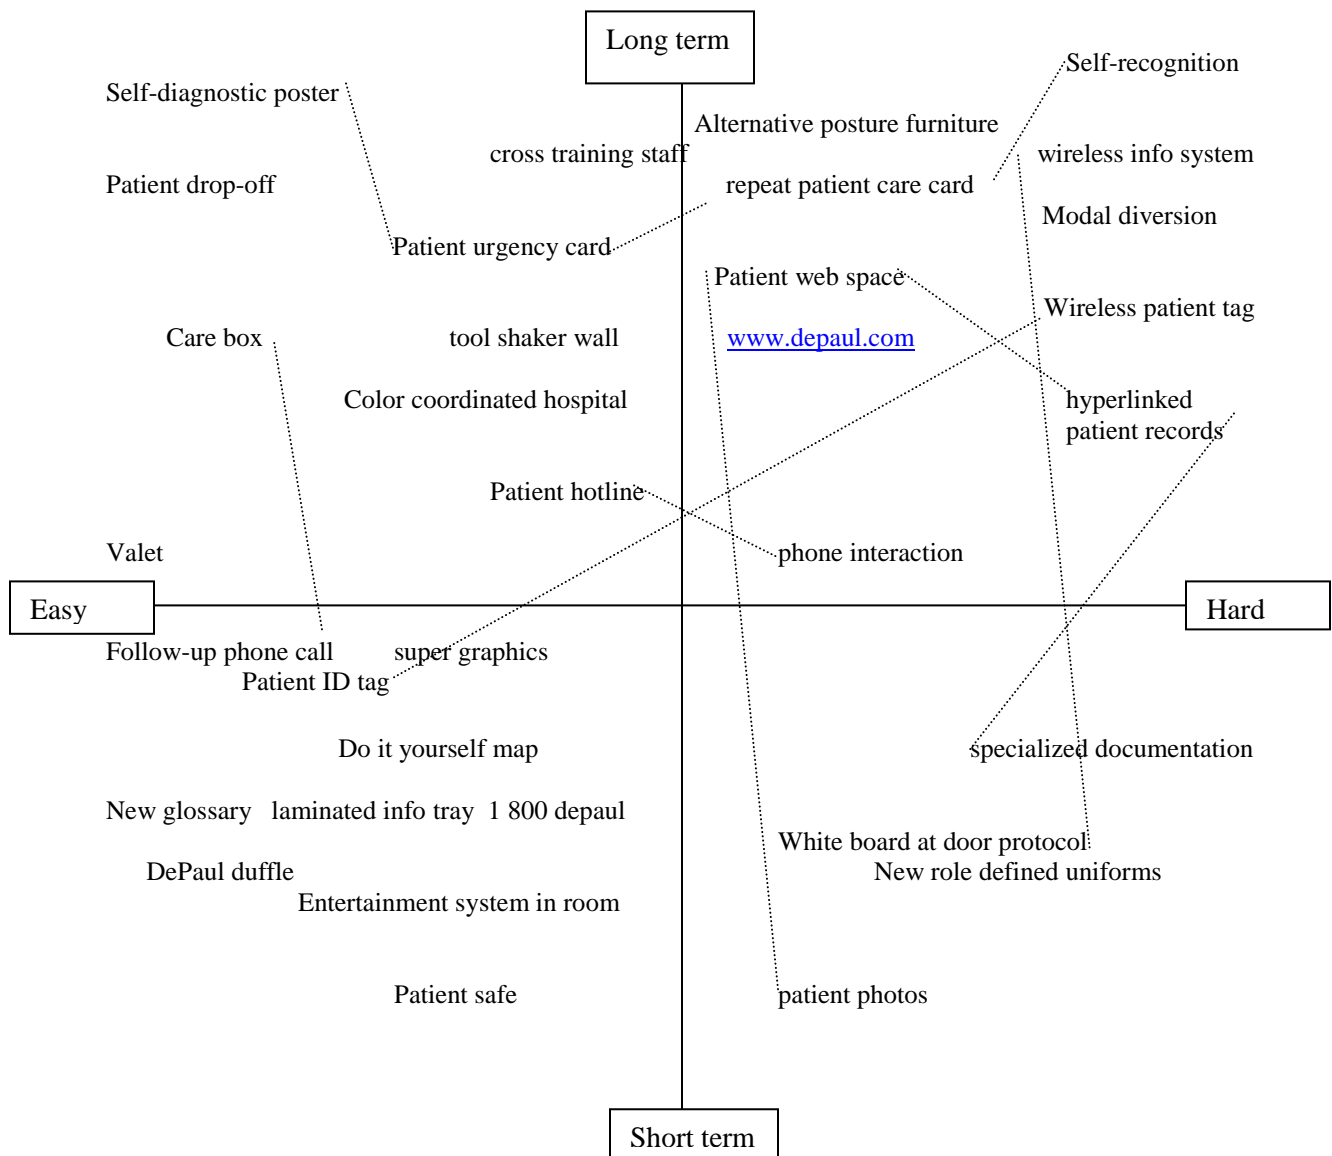 Long term
Self-recognition
Self-diagnostic poster
Alternative posture furniture
cross training staff
wireless info system
Patient drop-off
repeat patient care card
Modal diversion
Patient urgency card
Patient web space
Wireless patient tag
Care box
tool shaker wall
www.depaul.com
Color coordinated hospital
hyperlinked
patient records
Patient hotline
Valet
phone interaction
Easy
Hard
Follow-up phone call
super graphics
Patient ID tag
Do it yourself map
specialized documentation
New glossary
laminated info tray
1 800 depaul
White board at door protocol
DePaul duffle
New role defined uniforms
Entertainment system in room
Patient safe
patient photos
Short term